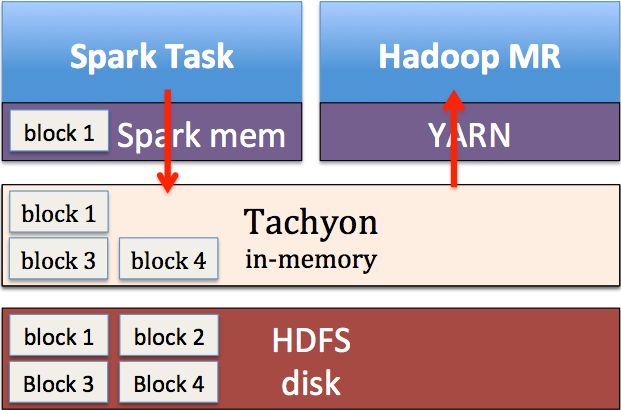 Spark Task
Hadoop MR
block 1
Spark mem
YARN
block 1
Tachyon
block 3
block 4
in-memory
block 1
block 2
HDFS
Block 3
Block 4
disk